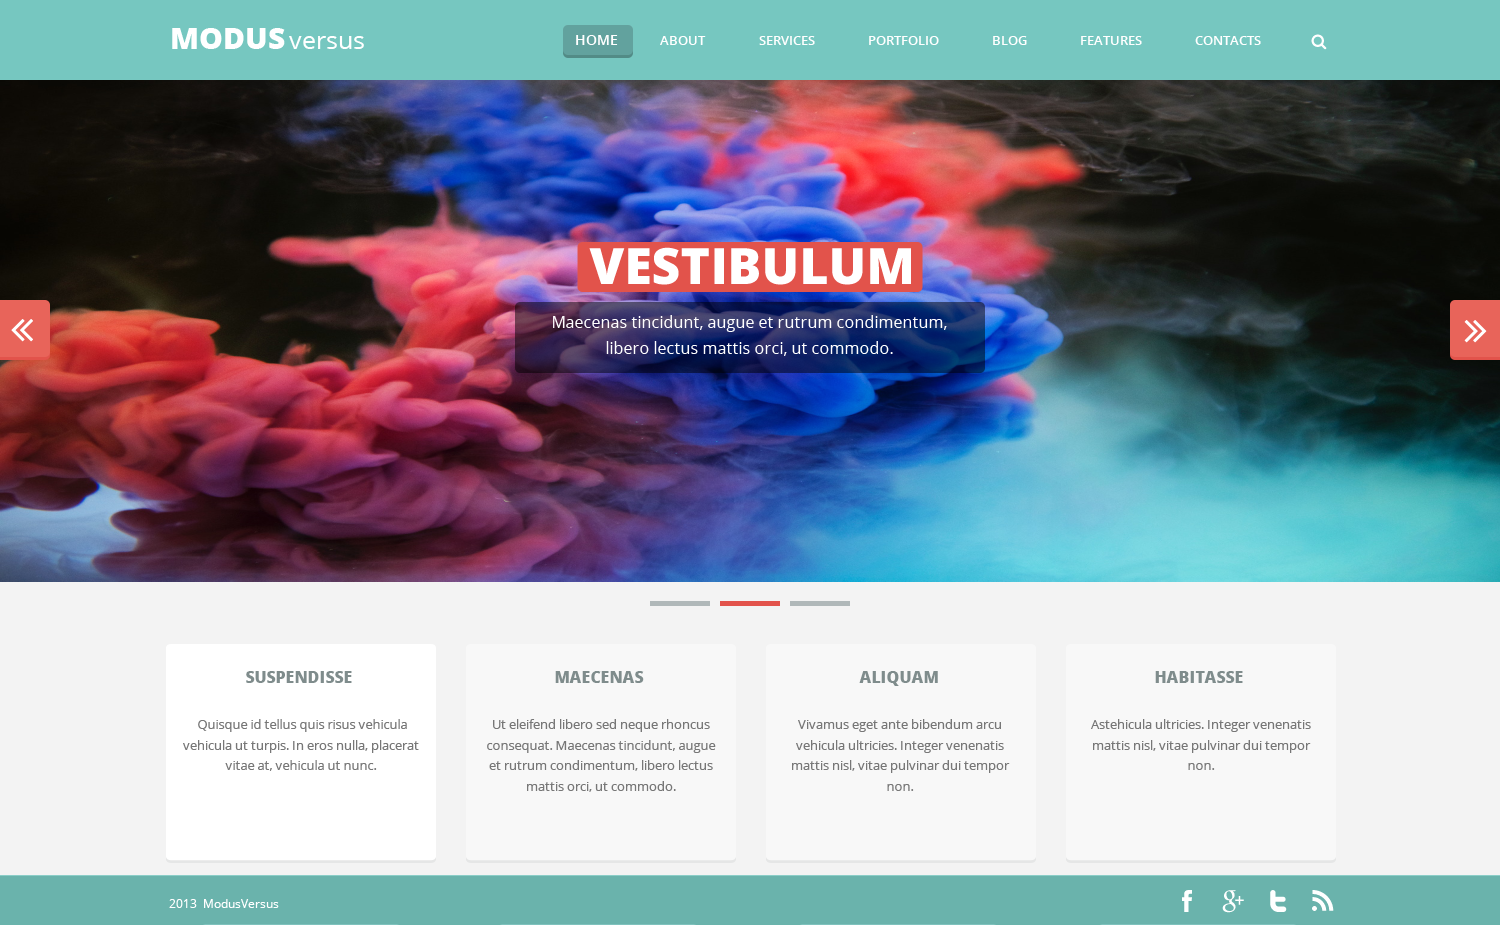 MODUS versus
HOME ABOUT SERVICES PORTFOLIO BLOG FEATURES CONTACTS
VESTIBULUM
Maecenas tincidunt, augue et rutrum condimentum,
libero lectus mattis orci, ut commodo.
SUSPENDISSE
Quisque id tellus quis risus vehicula
vehicula ut turpis. In eros nulla, placerat
vitae at, vehicula ut nunc.
MAECENAS
Ut eleifend libero sed neque rhoncus
consequat. Maecenas tincidunt, augue
et rutrum condimentum, libero lectus
mattis orci, ut commodo.
ALIQUAM
Vivamus eget ante bibendum arcu
vehicula ultricies. Integer venenatis
mattis nisl, vitae pulvinar dui tempor
non.
HABITASSE
Astehicula ultricies. Integer venenatis
mattis nisl, vitae pulvinar dui tempor
non.
2013 ModusVersus